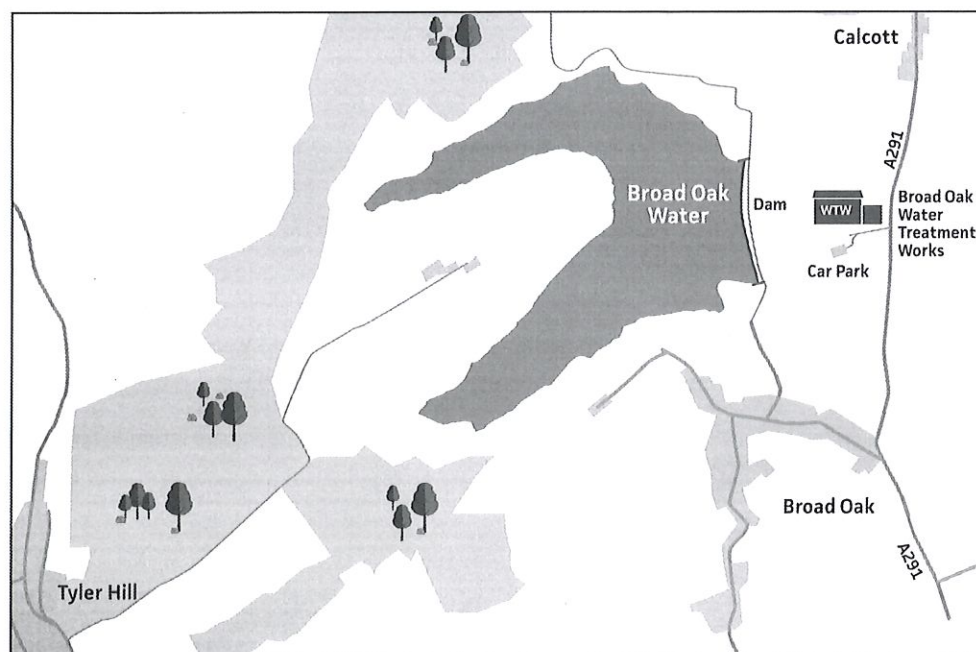 Calcott
A291
Broad Oak
Water
Dam
WTW
Broad Oak
Water
Treatment
Works
Car Park
Broad Oak
Tyler Hill
A291